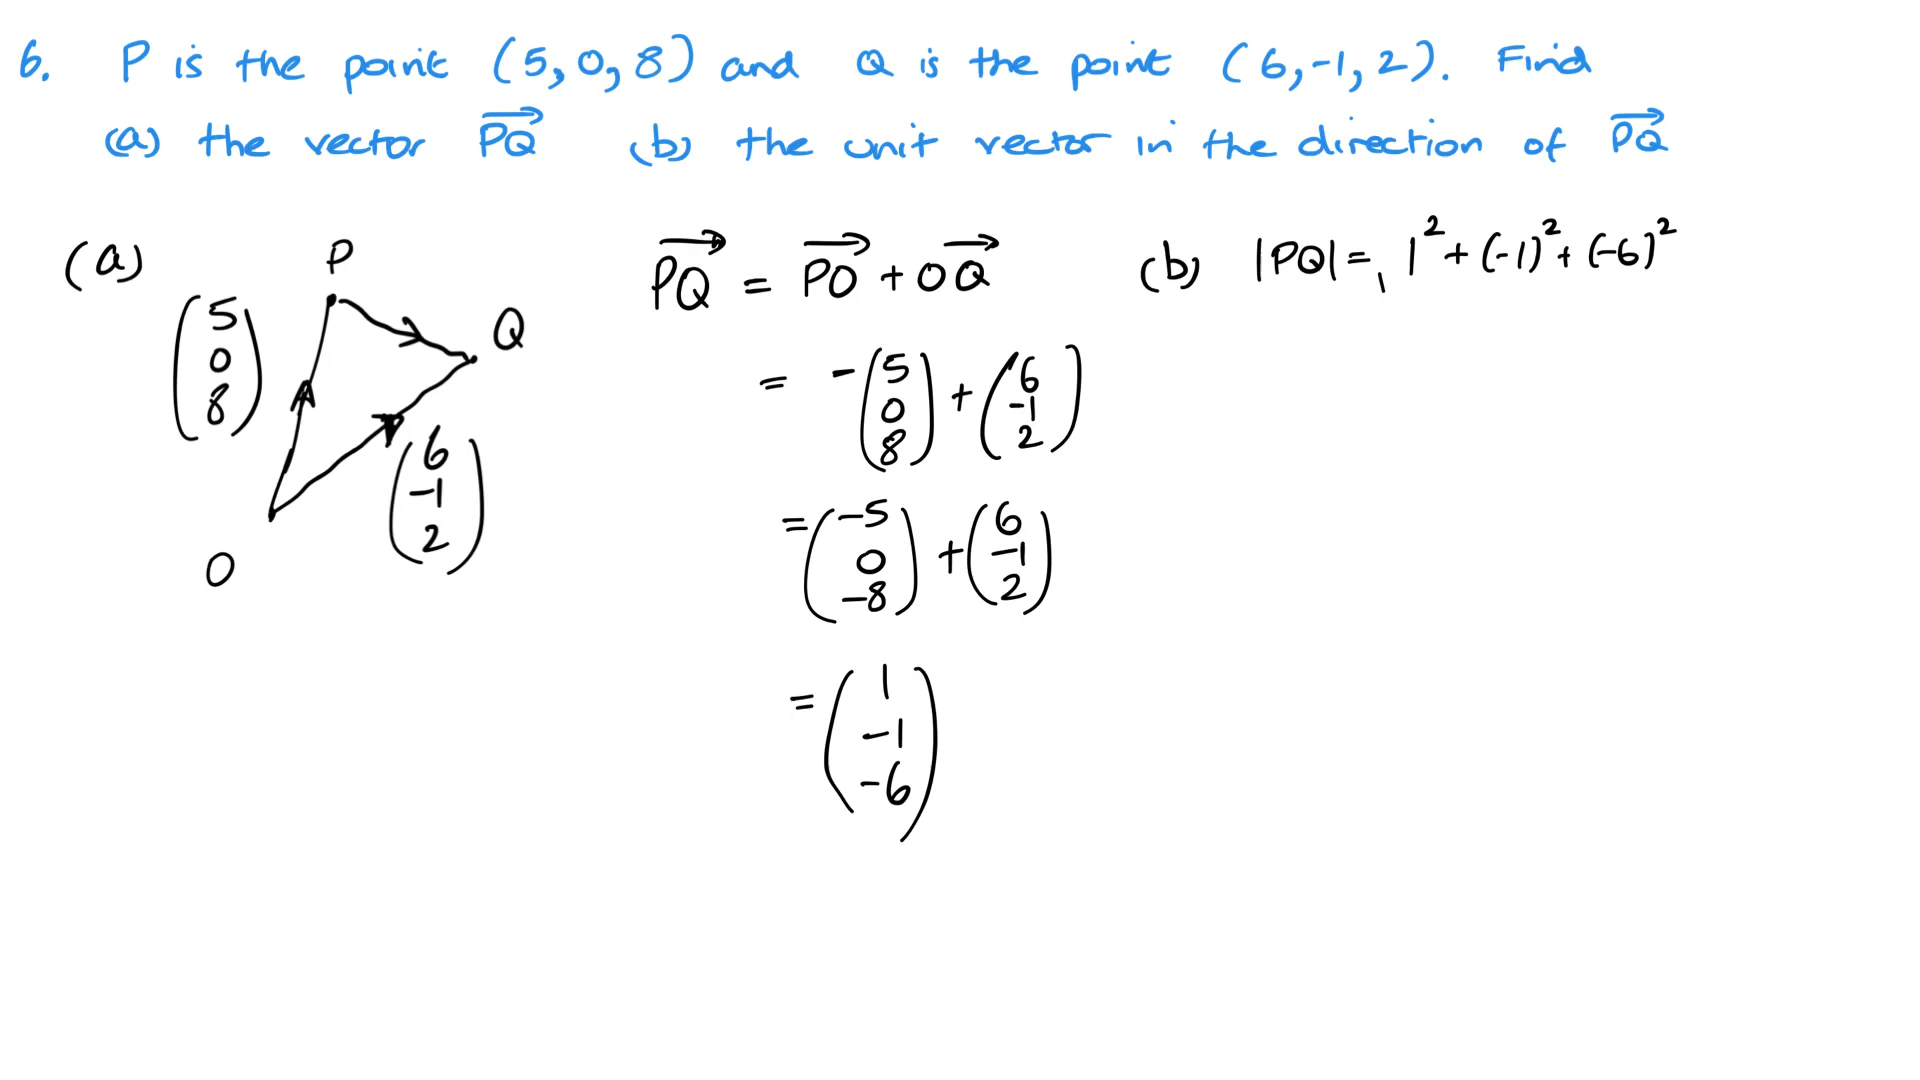 6. P is the point (5, 0, 8) and Q is the point (6, -1, 2). Find
(a) the vector PQ→ (b) the unit vector in the direction of PQ→
(a)
P
Q
O
(5
0
8)
(6
-1
2)
PQ→ = PO→ + OQ→
= -(5 0 8) + (6 -1 2)
= (-5 0 -8) + (6 -1 2)
= (1 -1 -6)
(b) |PQ| = 1² + (-1)² + (-6)²